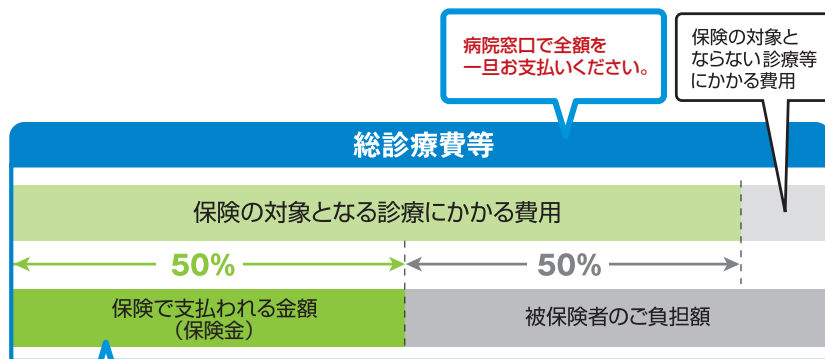 病院窓口で全額を
一旦お支払いください。
保険の対象と
ならない診療等
にかかる費用
総診療費等
保険の対象となる診療にかかる費用
50%
50%
保険で支払われる金額
（保険金）
被保険者のご負担額